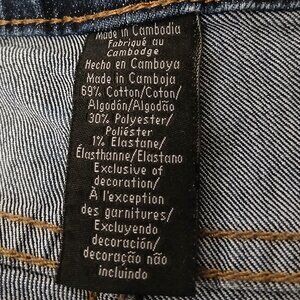 Made in Cambodia
Fabriqué au
Cambodge
Hecho en Camboya
Made in Camboja
69% Cotton/Coton/
Algodón/Algodão
30% Polyester/
Poliéster
1% Elastane/
Élasthanne/Elastano
Exclusive of
decoration/
À l'exception
des garnitures/
Excluyendo
decoración/
decoração não
incluindo